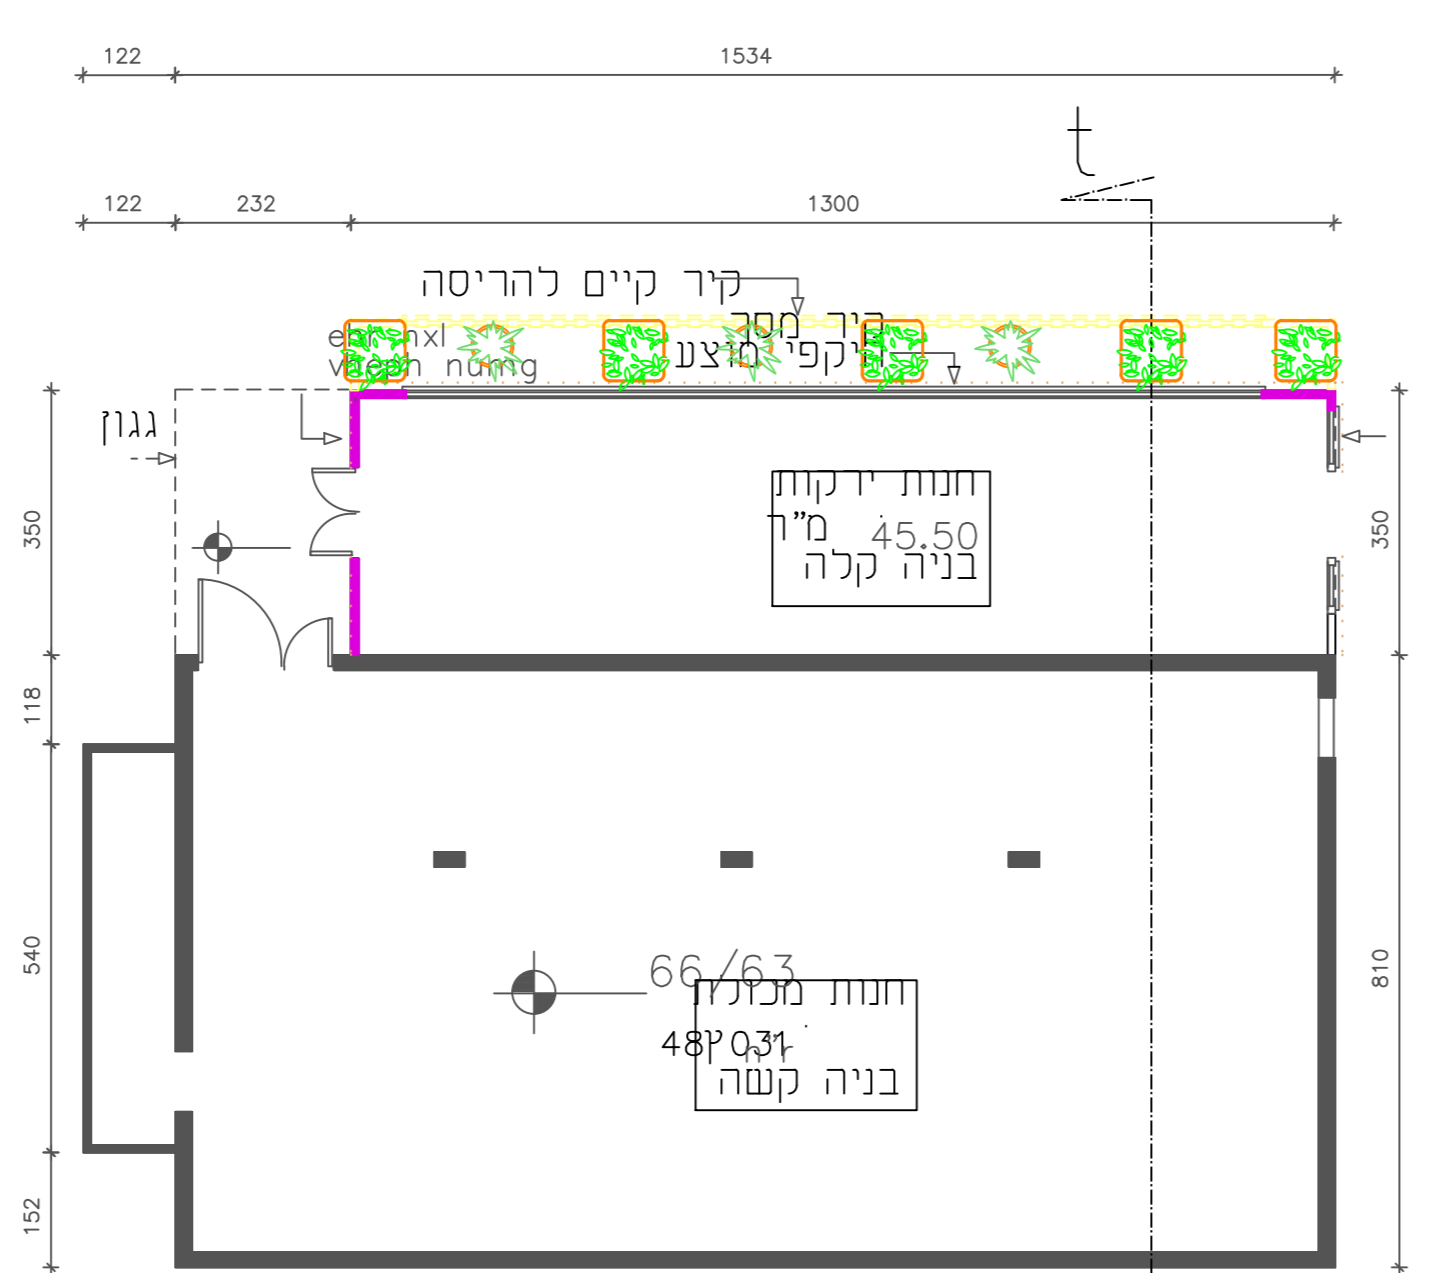 122
1534
122
232
1300
קיר קיים להריסה
קיר מסך
היקפי מוצע
גגון
350
350
חנות ירקות
45.50 מ"ר
בניה קלה
118
540
810
66/63
חנות מכולת
בניה קשה
152